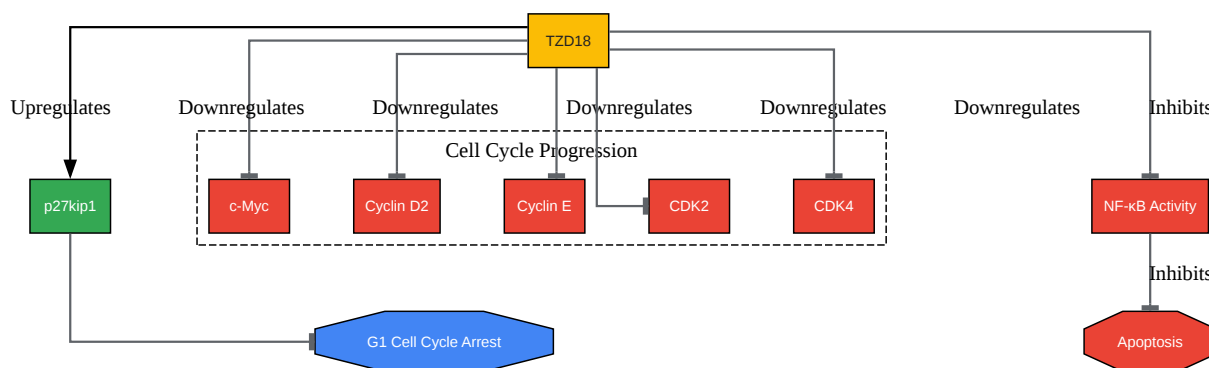 TZD18
Upregulates
Downregulates
Downregulates
Downregulates
Downregulates
Downregulates
Inhibits
Cell Cycle Progression
p27kip1
c-Myc
Cyclin D2
Cyclin E
CDK2
CDK4
NF-κB Activity
Inhibits
G1 Cell Cycle Arrest
Apoptosis